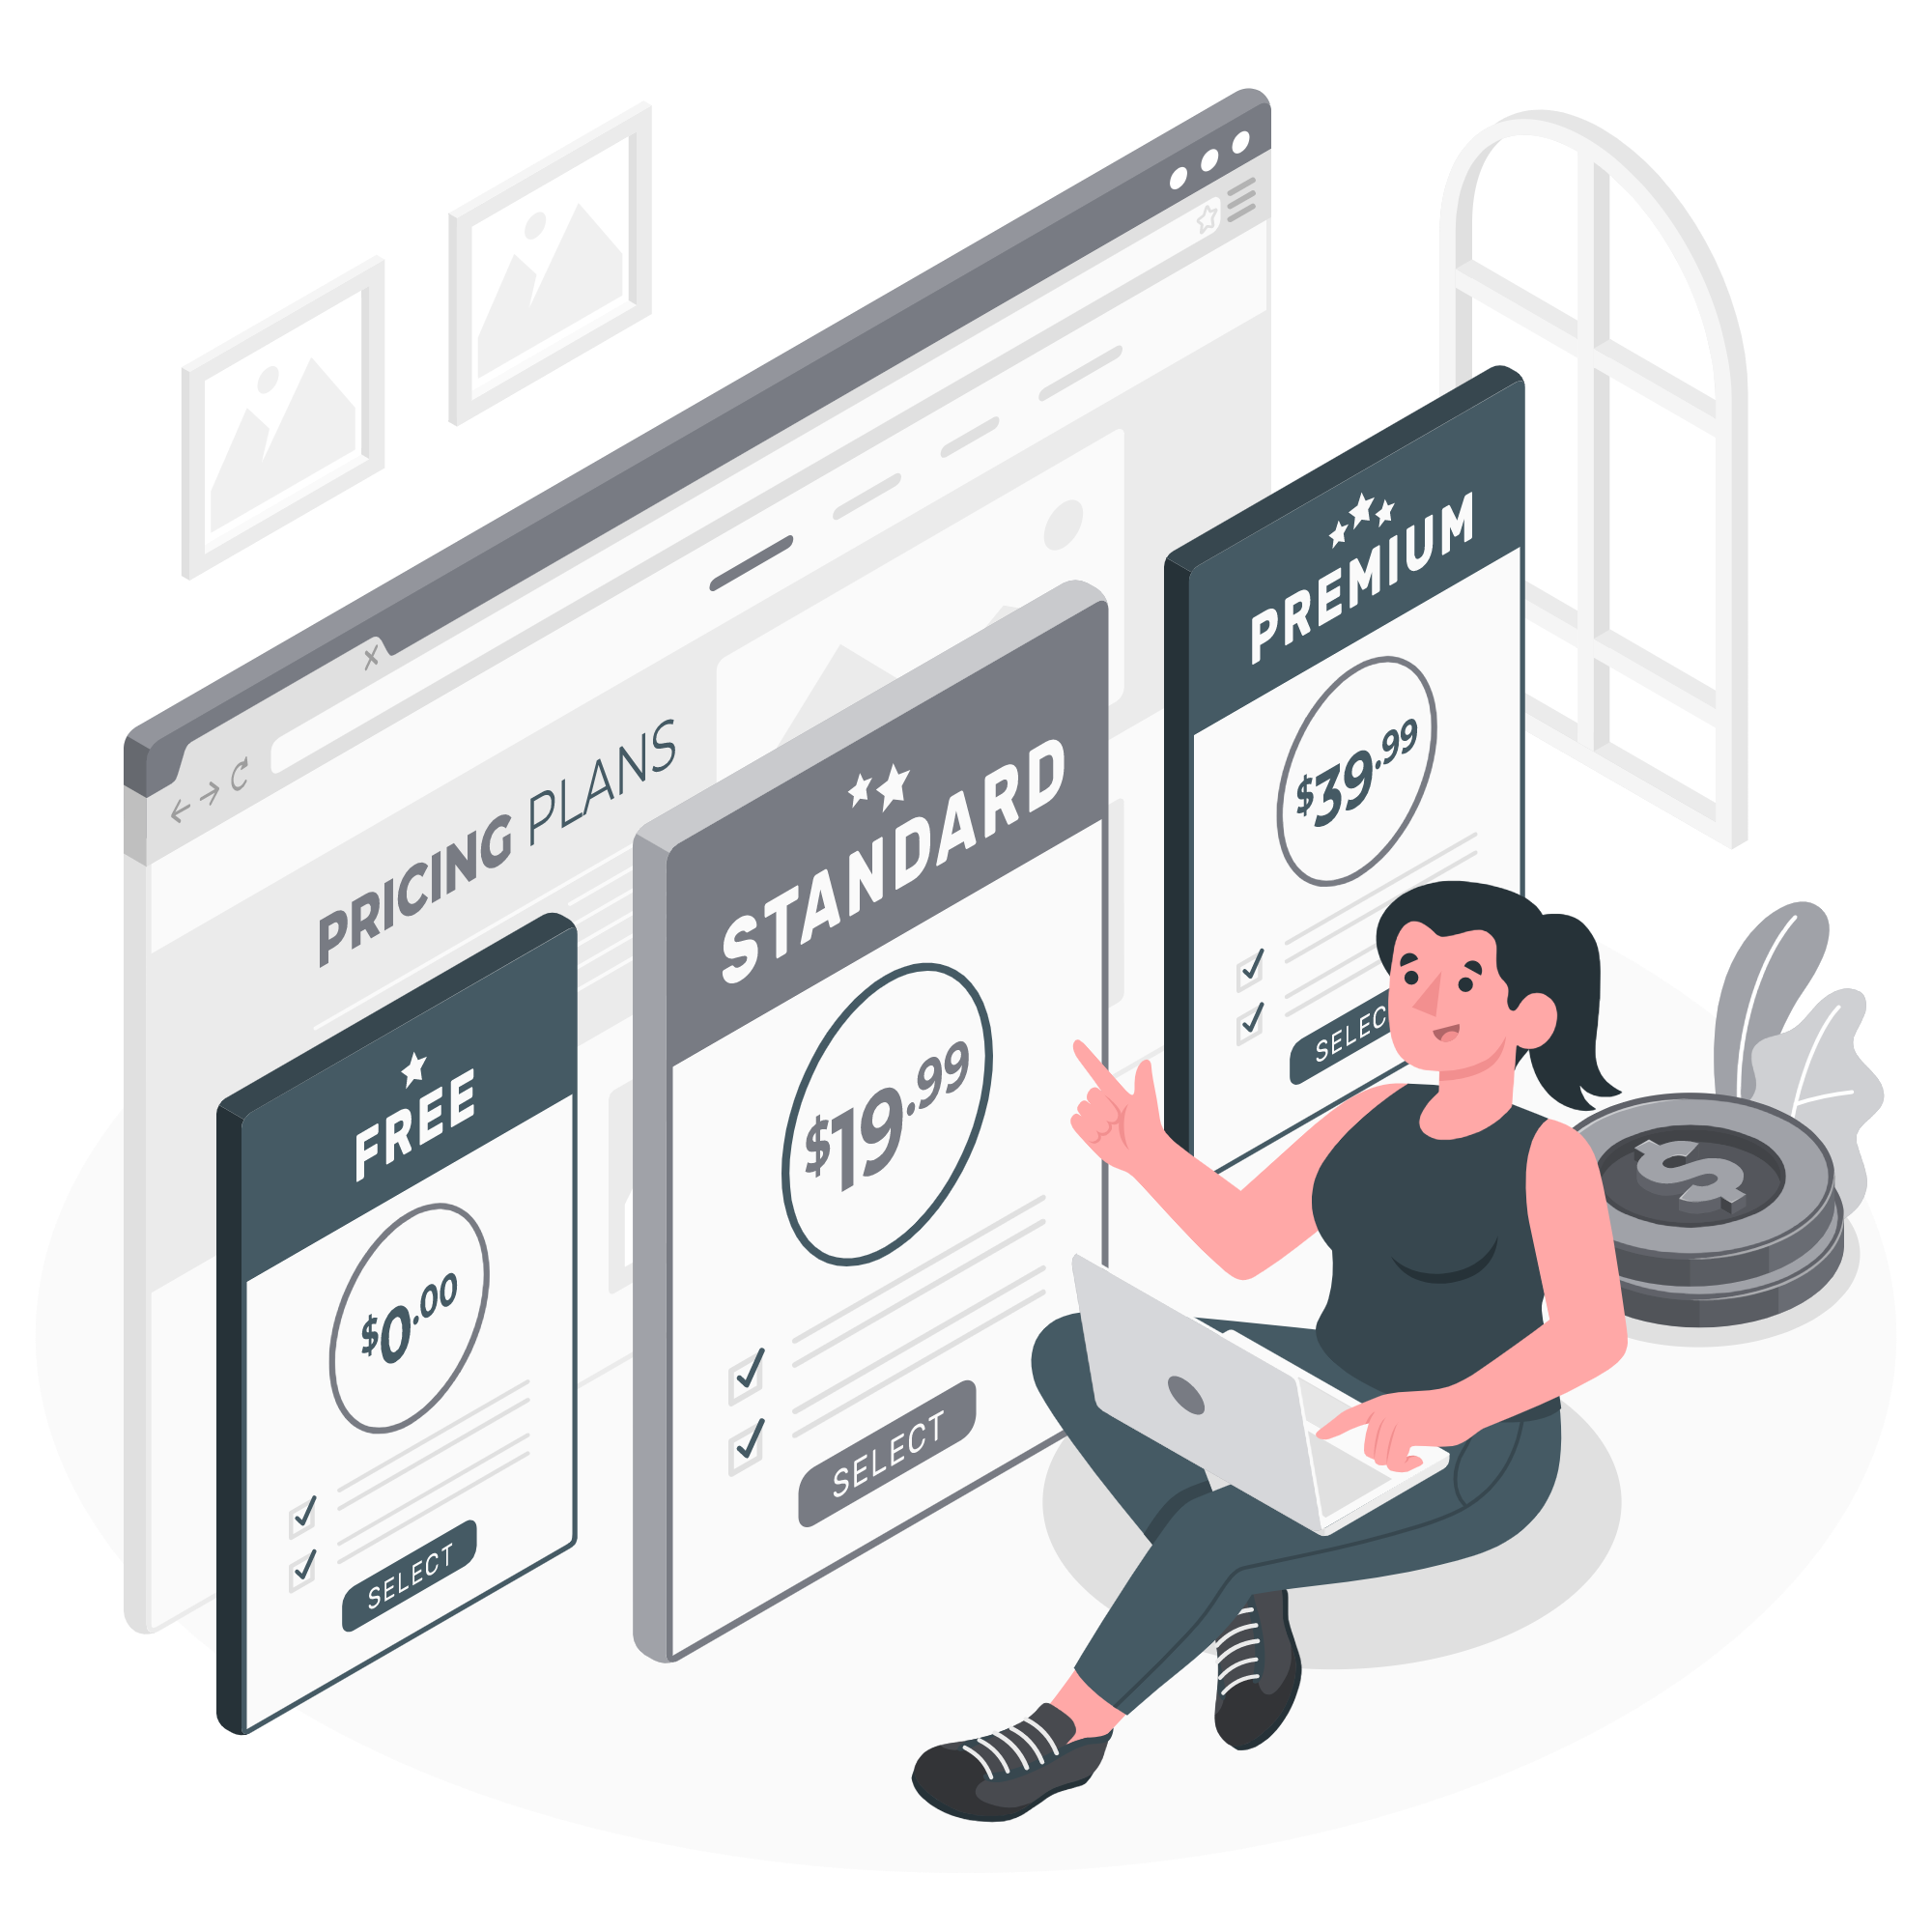 PRICING PLANS
FREE
$0.00
SELECT
STANDARD
$19.99
SELECT
PREMIUM
$39.99
SELEC
$